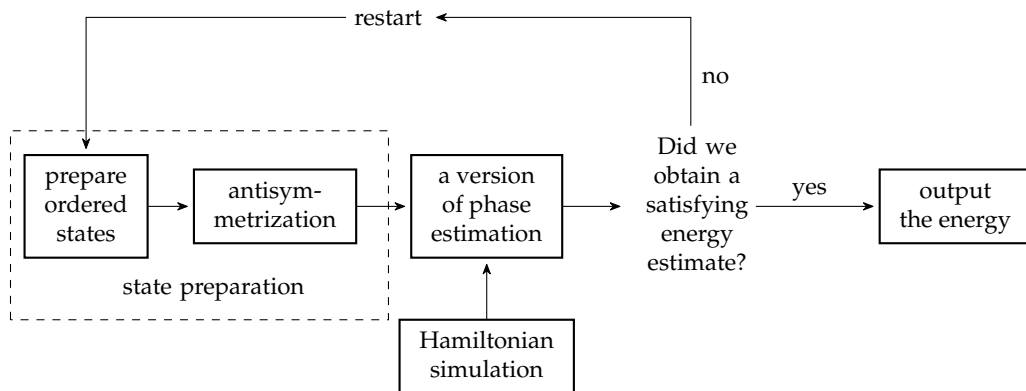 restart
no
prepare
ordered
states
antisym-
metrization
state preparation
a version
of phase
estimation
Hamiltonian
simulation
Did we
obtain a
satisfying
energy
estimate?
yes
output
the energy